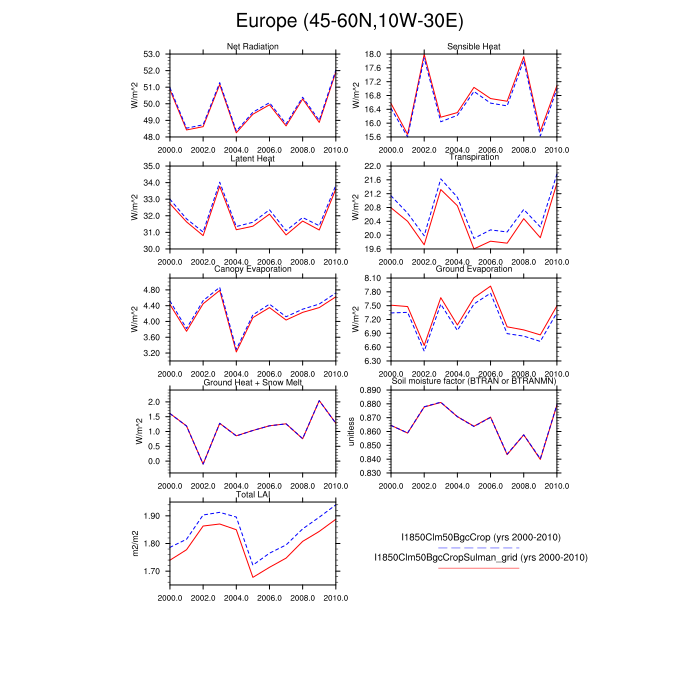 Europe (45-60N,10W-30E)
Net Radiation
Sensible Heat
53.0
52.0
51.0
50.0
49.0
48.0
W/m^2
2000.0 2002.0 2004.0 2006.0 2008.0 2010.0
18.0
17.6
17.2
16.8
16.4
16.0
15.6
W/m^2
2000.0 2002.0 2004.0 2006.0 2008.0 2010.0
Latent Heat
Transpiration
35.0
34.0
33.0
32.0
31.0
30.0
W/m^2
2000.0 2002.0 2004.0 2006.0 2008.0 2010.0
22.0
21.6
21.2
20.8
20.4
20.0
19.6
W/m^2
2000.0 2002.0 2004.0 2006.0 2008.0 2010.0
Canopy Evaporation
Ground Evaporation
4.80
4.40
4.00
3.60
3.20
W/m^2
2000.0 2002.0 2004.0 2006.0 2008.0 2010.0
8.10
7.80
7.50
7.20
6.90
6.60
6.30
W/m^2
2000.0 2002.0 2004.0 2006.0 2008.0 2010.0
Ground Heat + Snow Melt
Soil moisture factor (BTRAN or BTRANMN)
2.0
1.5
1.0
0.5
0.0
W/m^2
2000.0 2002.0 2004.0 2006.0 2008.0 2010.0
0.890
0.880
0.870
0.860
0.850
0.840
0.830
unitless
2000.0 2002.0 2004.0 2006.0 2008.0 2010.0
Total LAI
1.90
1.80
1.70
m2/m2
2000.0 2002.0 2004.0 2006.0 2008.0 2010.0
I1850Clm50BgcCrop (yrs 2000-2010)
I1850Clm50BgcCropSulman_grid (yrs 2000-2010)